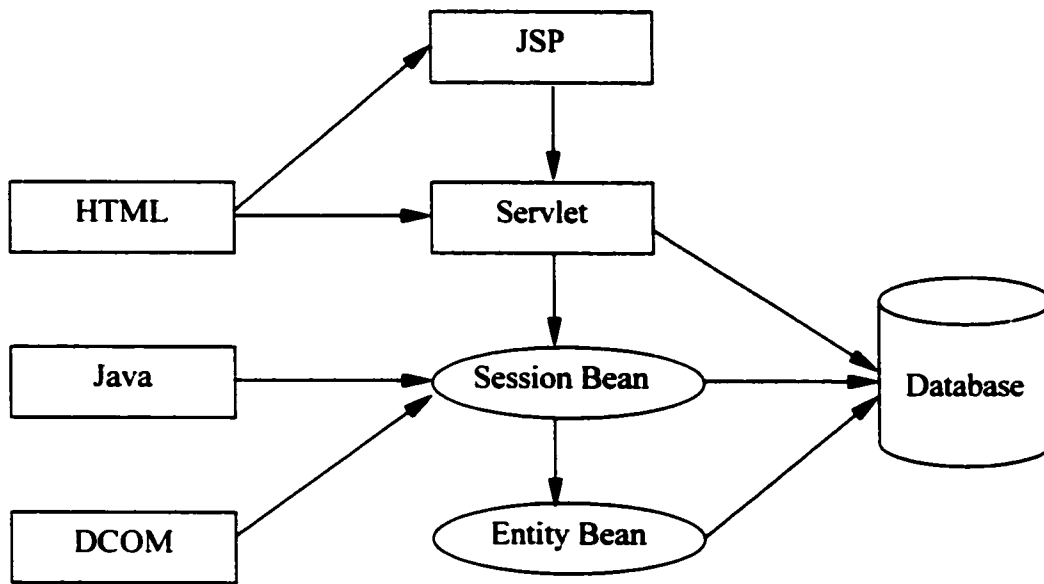 JSP
HTML
Servlet
Java
Session Bean
Database
DCOM
Entity Bean